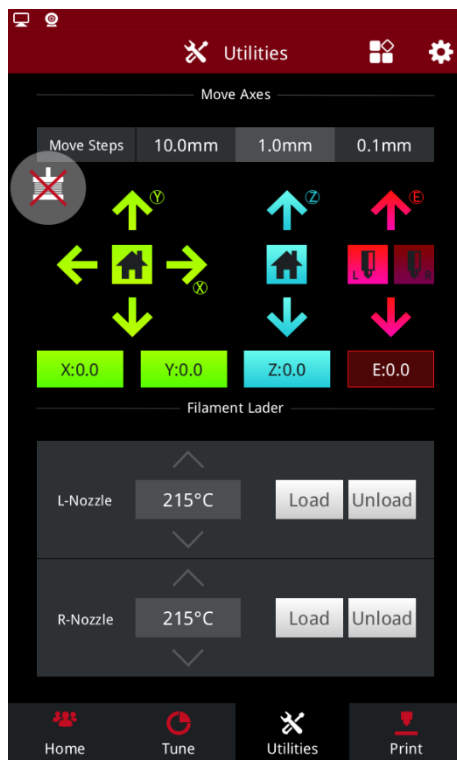 Utilities
Move Axes
Move Steps 10.0mm 1.0mm 0.1mm
Y Z E
L R
X
X:0.0 Y:0.0 Z:0.0 E:0.0
Filament Lader
L-Nozzle 215°C Load Unload
R-Nozzle 215°C Load Unload
Home Tune Utilities Print